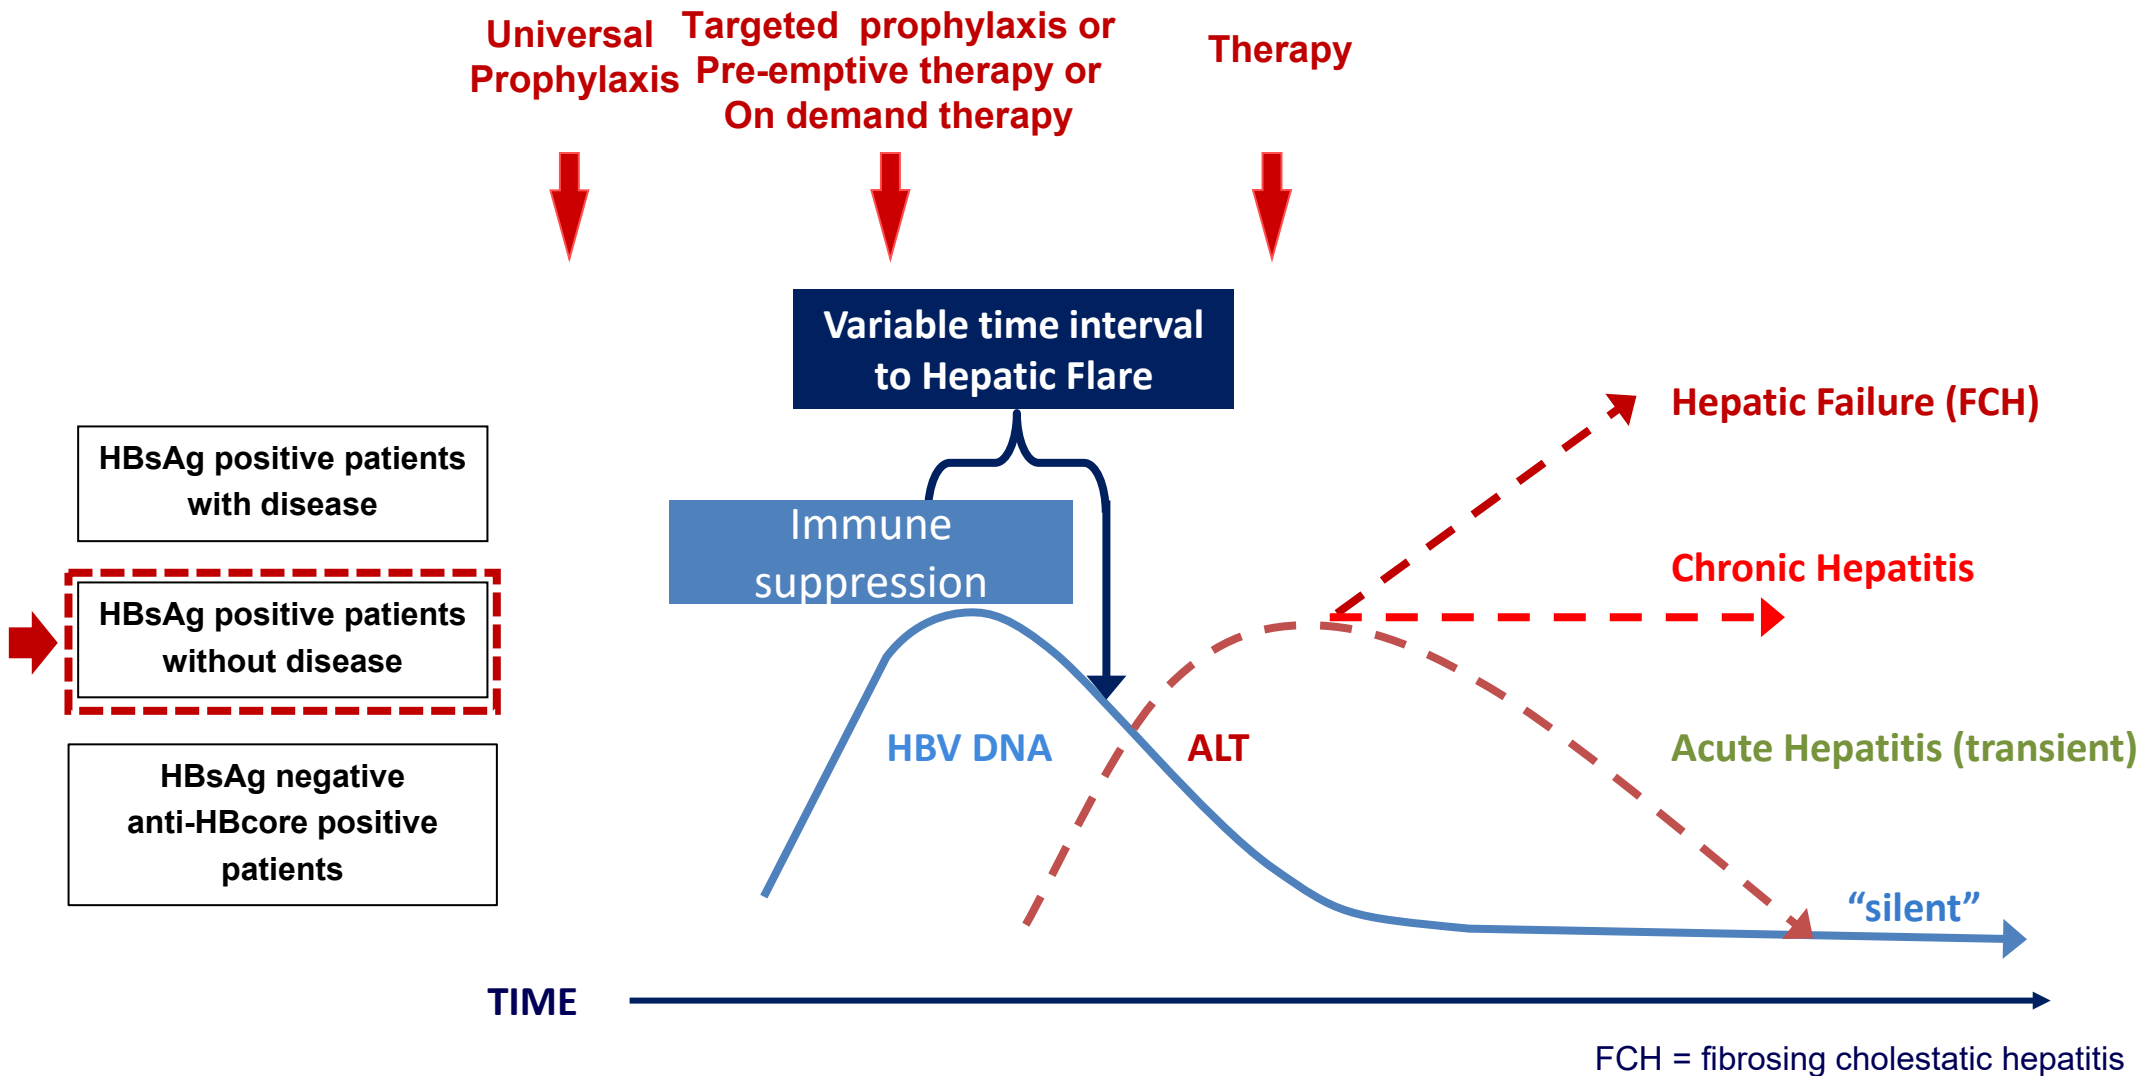 Universal
Prophylaxis
Targeted prophylaxis or
Pre-emptive therapy or
On demand therapy
Therapy
Variable time interval
to Hepatic Flare
HBsAg positive patients
with disease
HBsAg positive patients
without disease
HBsAg negative
anti-HBcore positive
patients
Immune
suppression
HBV DNA
ALT
Hepatic Failure (FCH)
Chronic Hepatitis
Acute Hepatitis (transient)
“silent”
TIME
FCH = fibrosing cholestatic hepatitis